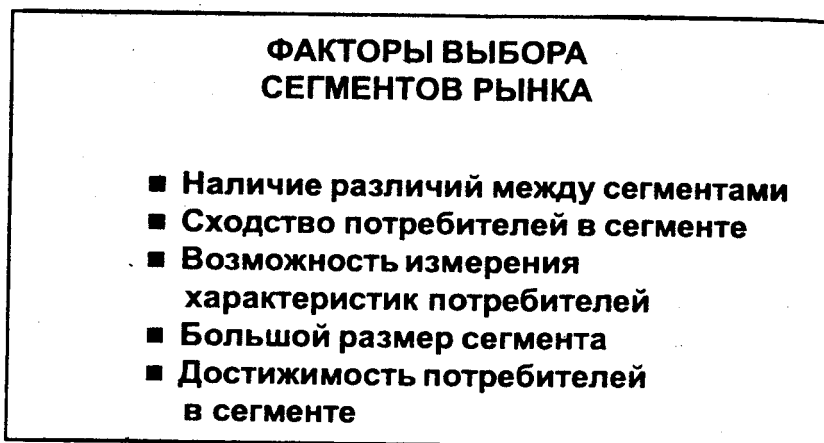 ФАКТОРЫ ВЫБОРА
СЕГМЕНТОВ РЫНКА
■ Наличие различий между сегментами
■ Сходство потребителей в сегменте
■ Возможность измерения
характеристик потребителей
■ Большой размер сегмента
■ Достижимость потребителей
в сегменте